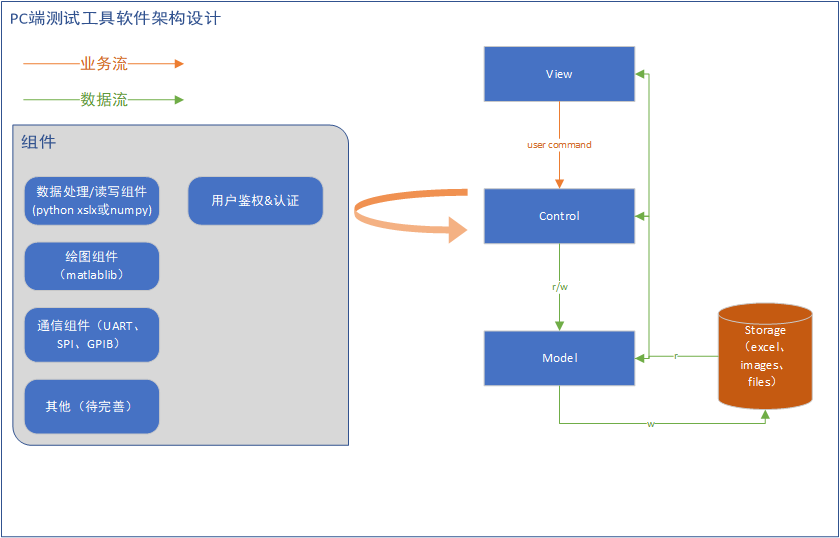 PC端测试工具软件架构设计
业务流
数据流
组件
数据处理/读写组件
(python xslx或numpy)
用户鉴权&认证
绘图组件
（matlablib）
通信组件（UART、
SPI、GPIB）
其他（待完善）
View
user command
Control
r/w
Model
r
w
Storage
（excel、
images、
files）